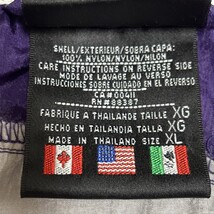 SHELL/EXTERIEUR/SOBRA CAPA:
100% NYLON/NYLON/NILON
CARE INSTRUCTIONS ON REVERSE
MODE DE LAVAGE AU VERSO
INSTRUCCIONES SOBRE CUIDADO EN EL REVERSO
CA#00211
RN#88387
FABRIQUE A THAILANDE TAILLE XG
HECHO EN TAILANDIA TALLA XG
MADE IN THAILAND SIZE XL